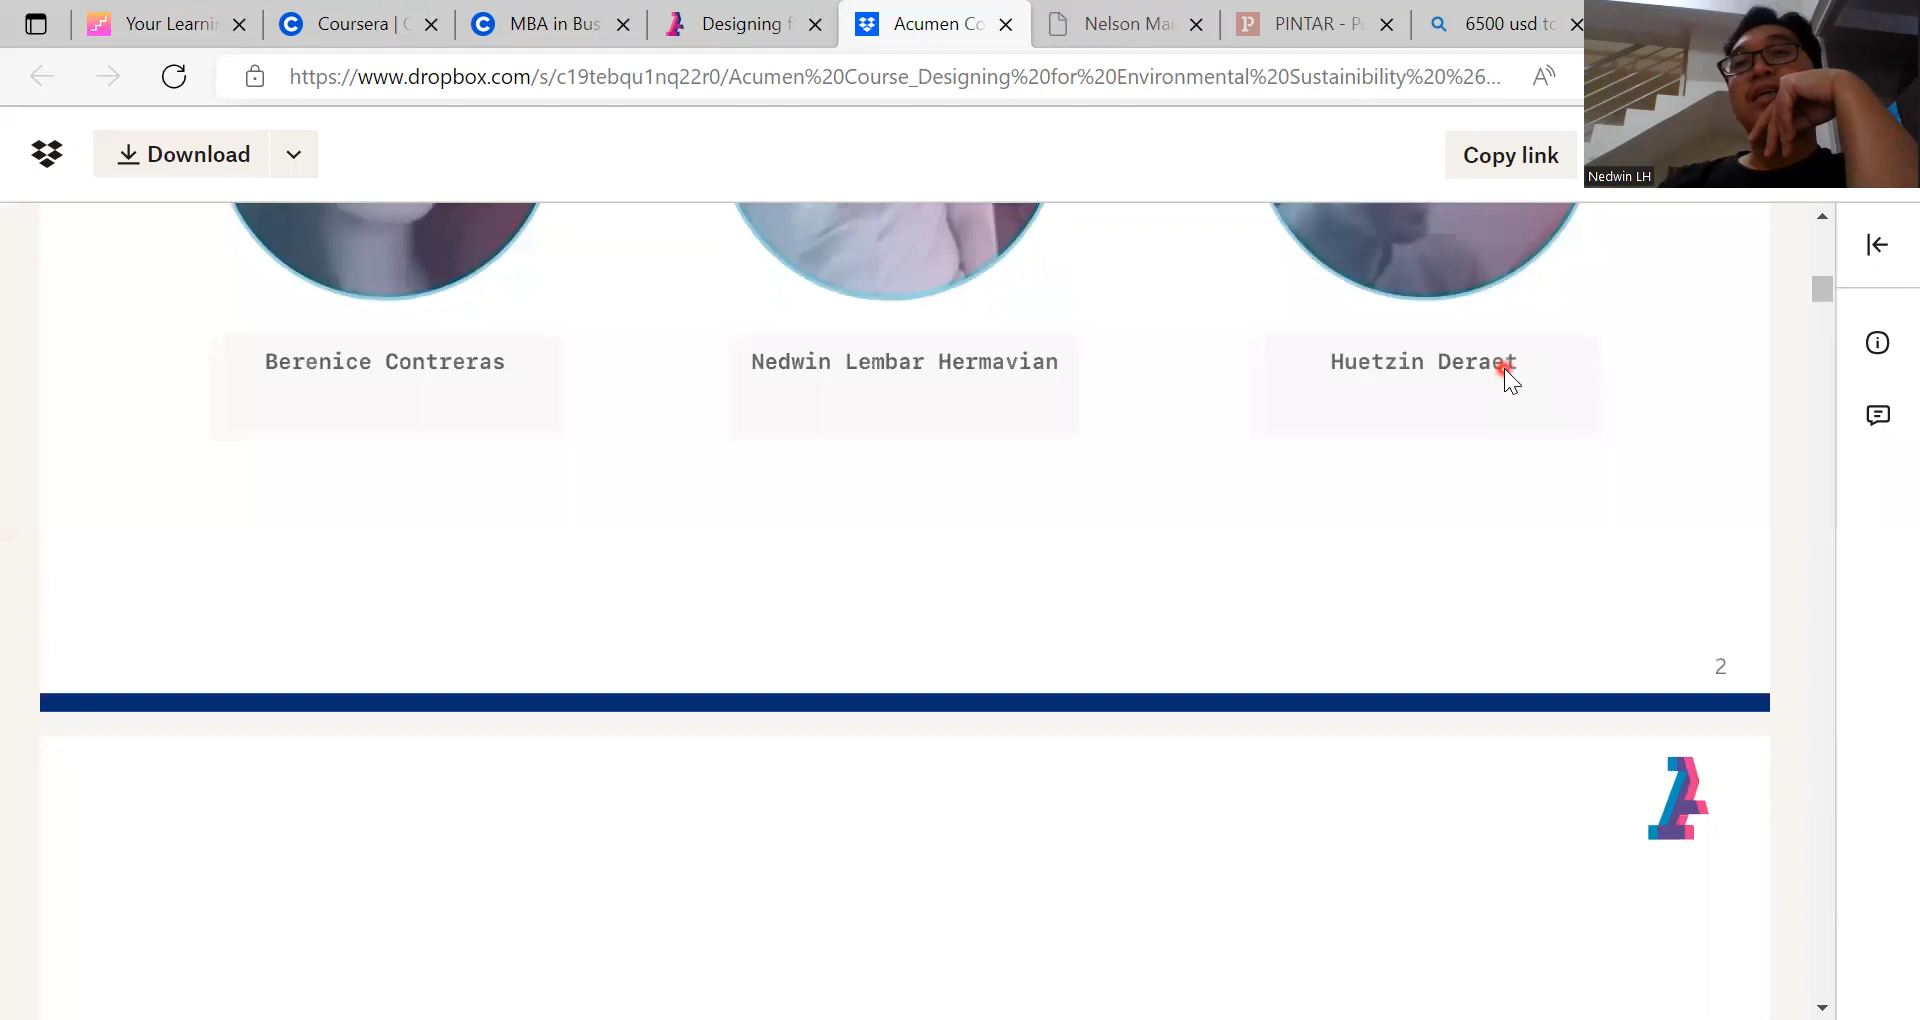 Your Learni
Coursera | C
MBA in Bus
Designing f
Acumen Co
Nelson Ma
PINTAR - P
6500 usd to
https://www.dropbox.com/s/c19tebqu1nq22r0/Acumen%20Course_Designing%20for%20Environmental%20Sustainibility%20%26...
Download
Copy link
Nedwin LH
Berenice Contreras
Nedwin Lembar Hermavian
Huetzin Deraet
2